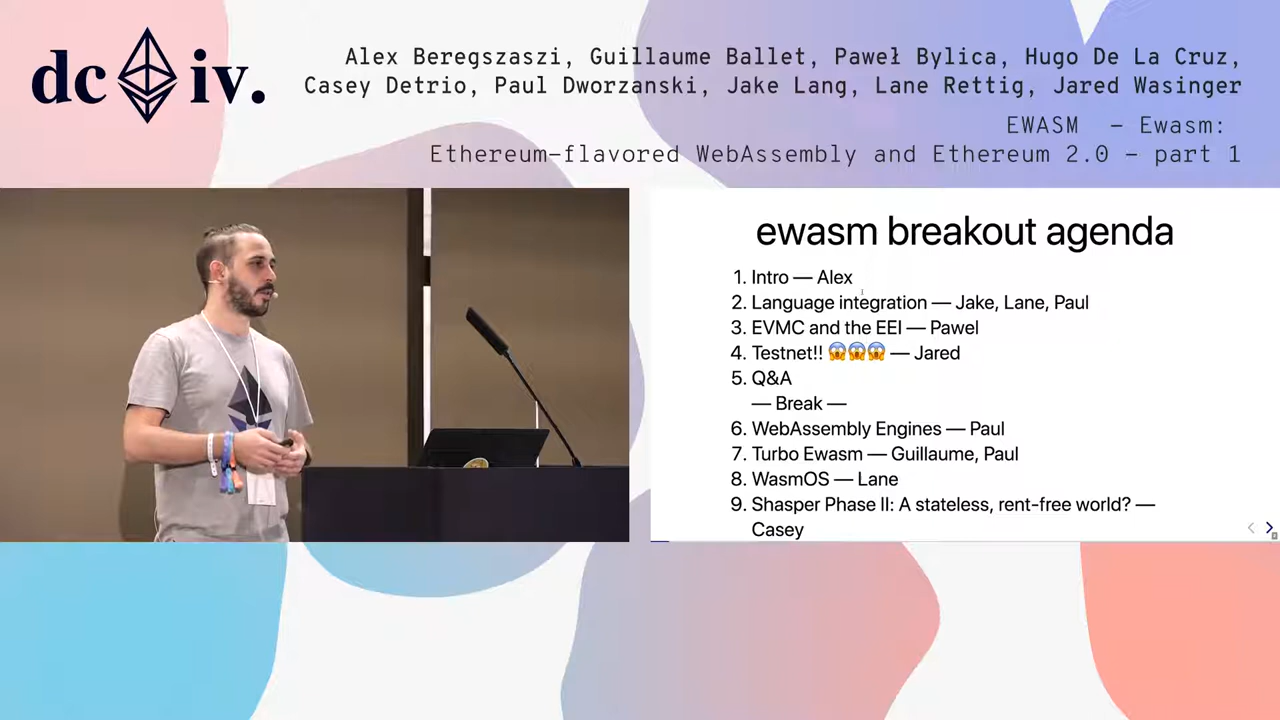 dc iv.
Alex Beregszaszi, Guillaume Ballet, Paweł Bylica, Hugo De La Cruz,
Casey Detrio, Paul Dworzanski, Jake Lang, Lane Rettig, Jared Wasinger
EWASM – Ewasm:
Ethereum-flavored WebAssembly and Ethereum 2.0 – part 1
ewasm breakout agenda
1. Intro — Alex
2. Language integration — Jake, Lane, Paul
3. EVMC and the EEI — Pawel
4. Testnet!! 😱😱😱 — Jared
5. Q&A
— Break —
6. WebAssembly Engines — Paul
7. Turbo Ewasm — Guillaume, Paul
8. WasmOS — Lane
9. Shasper Phase II: A stateless, rent-free world? —
Casey